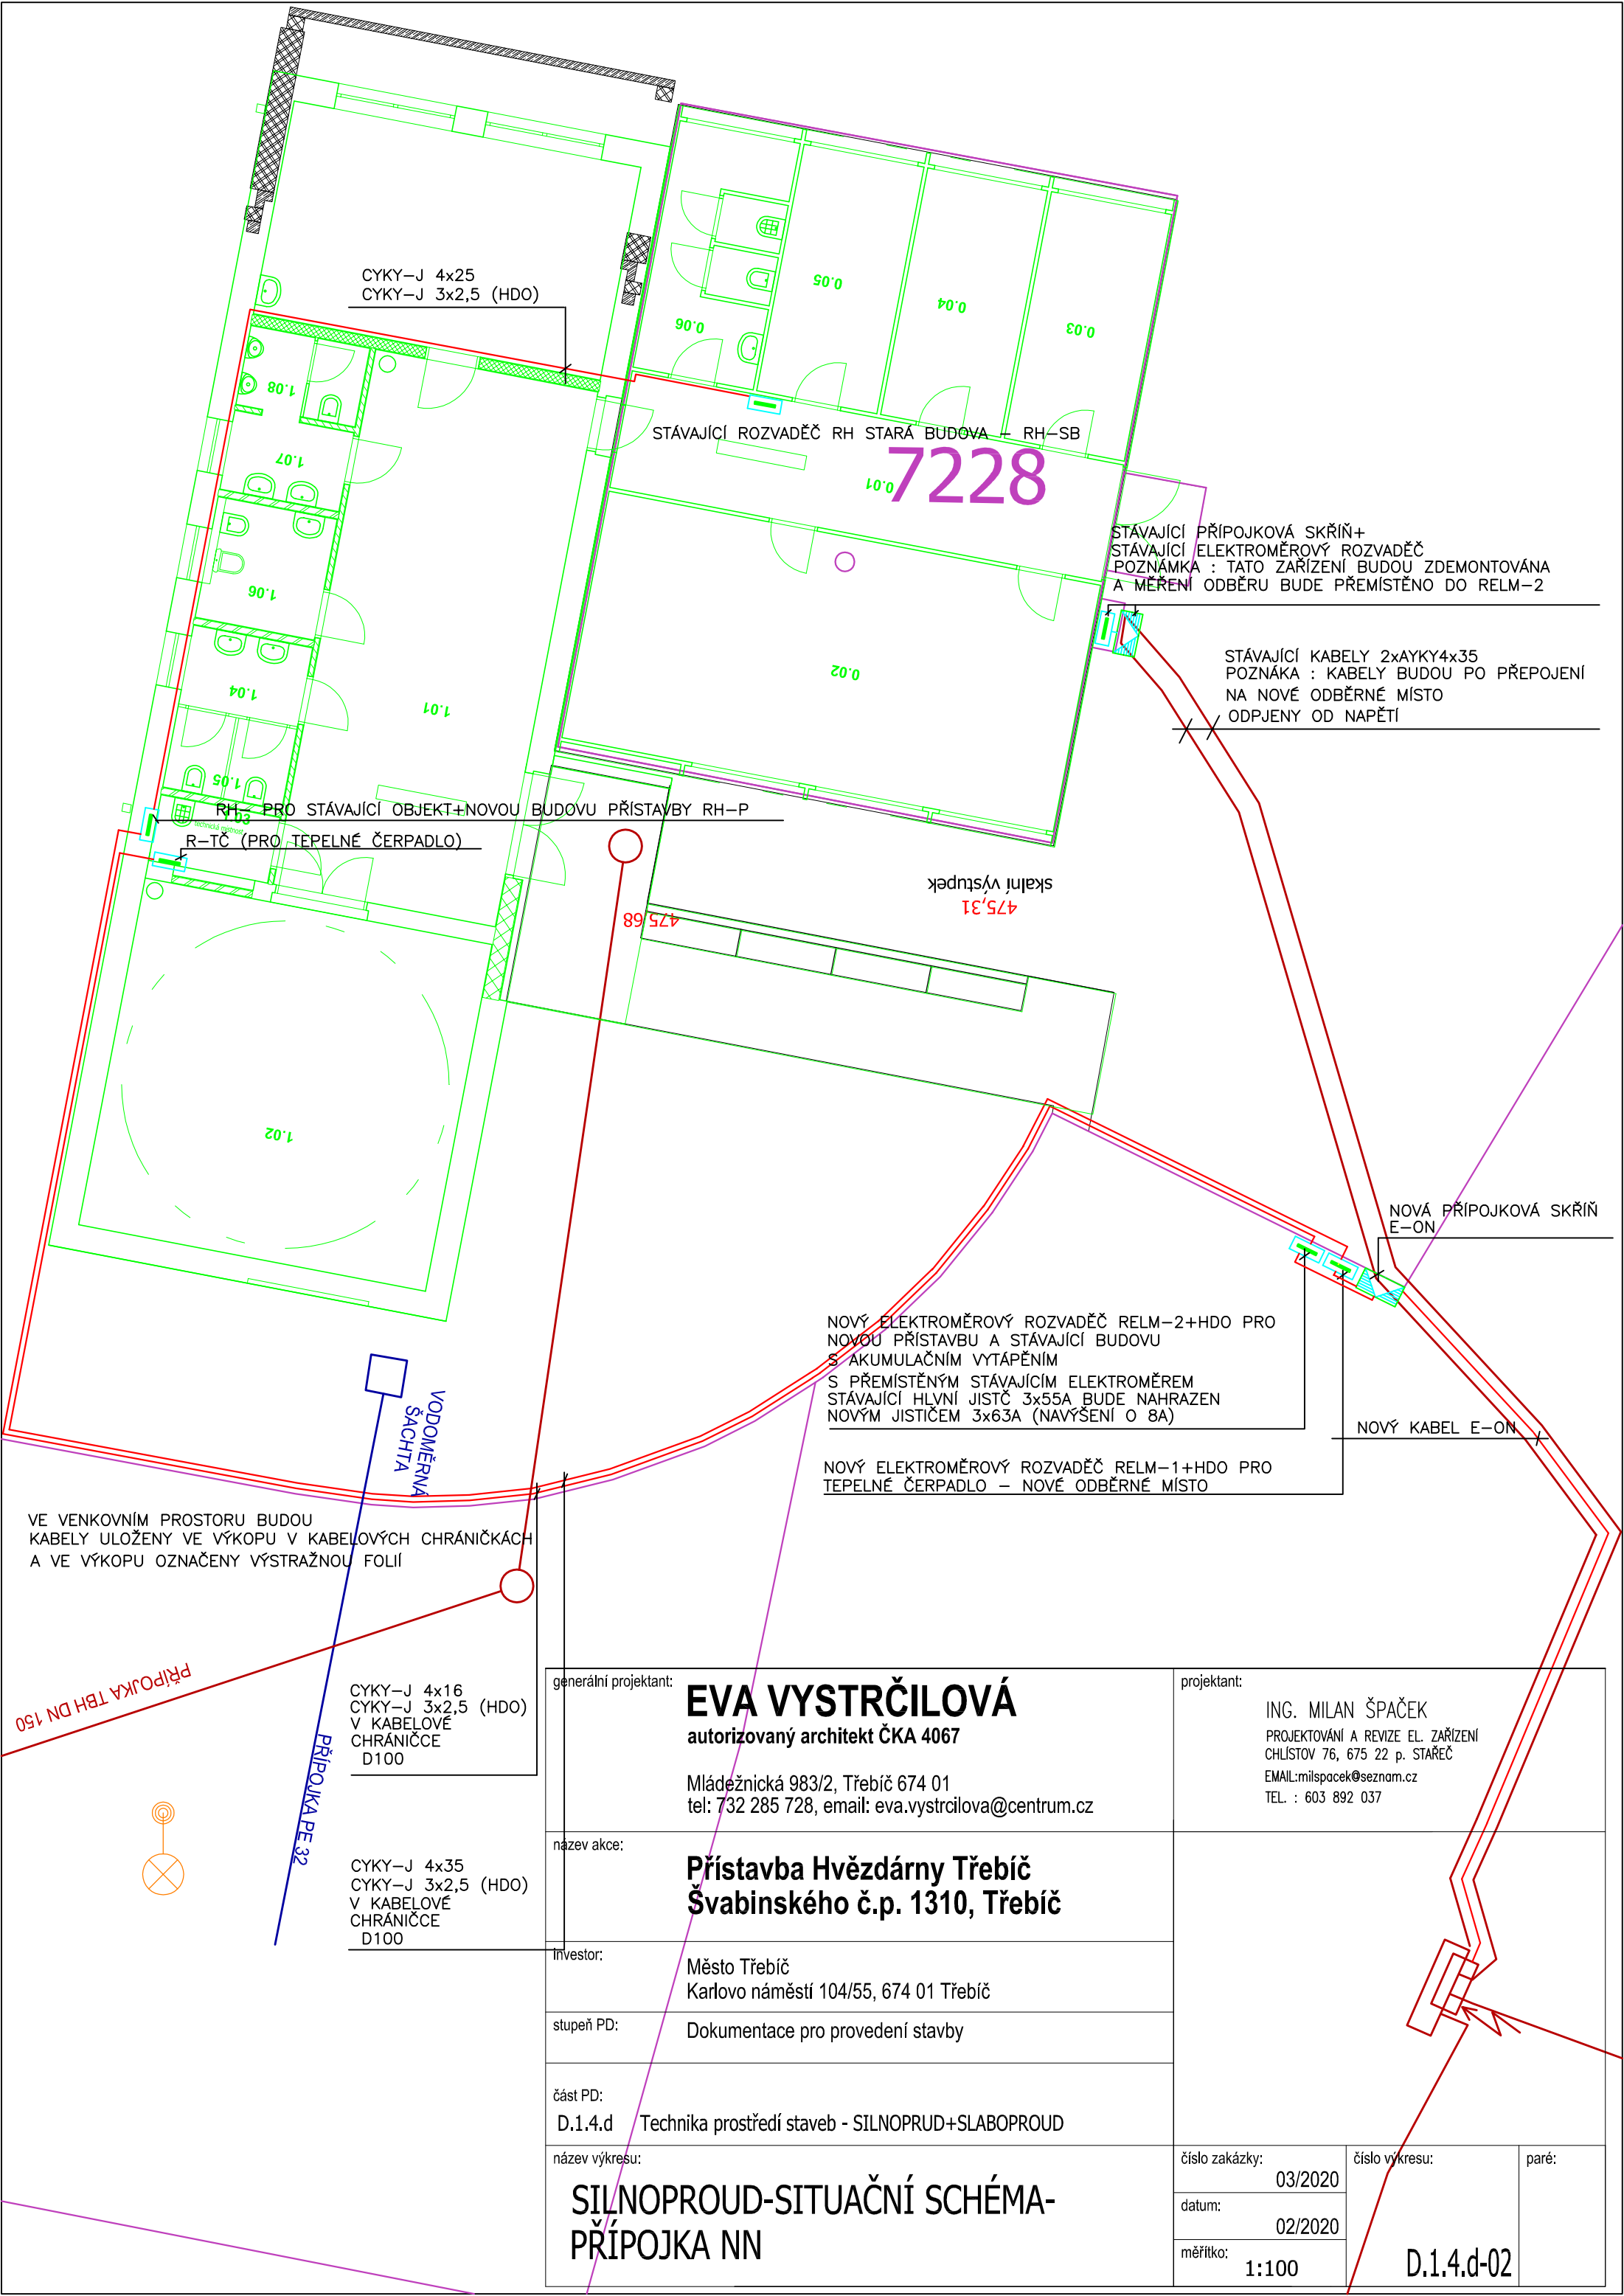 CYKY-J 4x25
CYKY-J 3x2,5 (HDO)
0.05
0.04
0.03
0.06
1.08
STÁVAJÍCÍ ROZVADĚČ RH STARÁ BUDOVA - RH-SB
7228
1.07
0.01
STÁVAJÍCÍ PŘÍPOJKOVÁ SKŘÍŇ+
STÁVAJÍCÍ ELEKTROMĚROVÝ ROZVADĚČ
POZNÁMKA : TATO ZAŘÍZENÍ BUDOU ZDEMONTOVÁNA
A MĚŘENÍ ODBĚRU BUDE PŘEMÍSTĚNO DO RELM-2
1.06
STÁVAJÍCÍ KABELY 2xAYKY4x35
POZNÁKA : KABELY BUDOU PO PŘEPOJENÍ
NA NOVÉ ODBĚRNÉ MÍSTO
ODPJENY OD NAPĚTÍ
0.02
1.04
1.01
1.05
RH- PRO STÁVAJÍCÍ OBJEKT+NOVOU BUDOVU PŘÍSTAVBY RH-P
1.03
R-TČ (PRO TEPELNÉ ČERPADLO)
skalní výstupek
475,31
475 68
1.02
NOVÁ PŘÍPOJKOVÁ SKŘÍŇ
E-ON
NOVÝ ELEKTROMĚROVÝ ROZVADĚČ RELM-2+HDO PRO
NOVOU PŘÍSTAVBU A STÁVAJÍCÍ BUDOVU
S AKUMULAČNÍM VYTÁPĚNÍM
S PŘEMÍSTĚNÝM STÁVAJÍCÍM ELEKTROMĚREM
STÁVAJÍCÍ HLVNÍ JISTČ 3x55A BUDE NAHRAZEN
NOVÝM JISTIČEM 3x63A (NAVÝŠENÍ O 8A)
NOVÝ KABEL E-ON
NOVÝ ELEKTROMĚROVÝ ROZVADĚČ RELM-1+HDO PRO
TEPELNÉ ČERPADLO - NOVÉ ODBĚRNÉ MÍSTO
VODOMĚRNÁ
ŠACHTA
VE VENKOVNÍM PROSTORU BUDOU
KABELY ULOŽENY VE VÝKOPU V KABELOVÝCH CHRÁNIČKÁCH
A VE VÝKOPU OZNAČENY VÝSTRAŽNOU FOLIÍ
PŘÍPOJKA TBH DN 150
CYKY-J 4x16
CYKY-J 3x2,5 (HDO)
V KABELOVÉ
CHRÁNIČCE
D100
PŘÍPOJKA PE 32
CYKY-J 4x35
CYKY-J 3x2,5 (HDO)
V KABELOVÉ
CHRÁNIČCE
D100
generální projektant:
EVA VYSTRČILOVÁ
autorizovaný architekt ČKA 4067
Mládežnická 983/2, Třebíč 674 01
tel: 732 285 728, email: eva.vystrcilova@centrum.cz
projektant:
ING. MILAN ŠPAČEK
PROJEKTOVÁNÍ A REVIZE EL. ZAŘÍZENÍ
CHLÍSTOV 76, 675 22 p. STAŘEČ
EMAIL:milspacek@seznam.cz
TEL. : 603 892 037
název akce:
Přístavba Hvězdárny Třebíč
Švabinského č.p. 1310, Třebíč
investor:
Město Třebíč
Karlovo náměstí 104/55, 674 01 Třebíč
stupeň PD:
Dokumentace pro provedení stavby
část PD:
D.1.4.d Technika prostředí staveb - SILNOPRUD+SLABOPROUD
název výkresu:
SILNOPROUD-SITUAČNÍ SCHÉMA-
PŘÍPOJKA NN
číslo zakázky:
03/2020
datum:
02/2020
měřítko:
1:100
číslo výkresu:
D.1.4.d-02
paré: